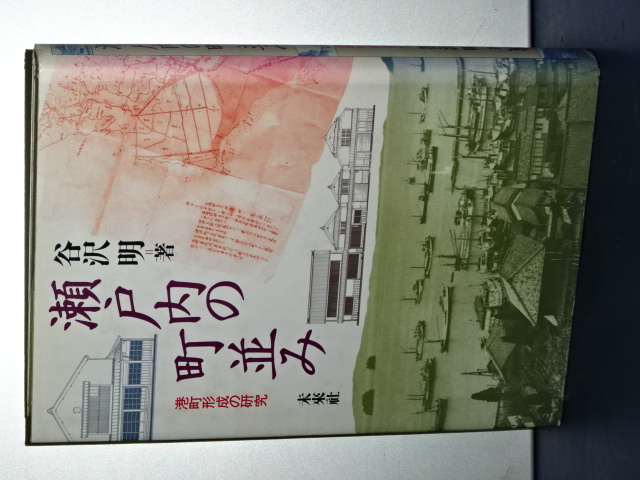 谷沢明=著
瀬戸内の
町並み
港町形成の研究
未來社